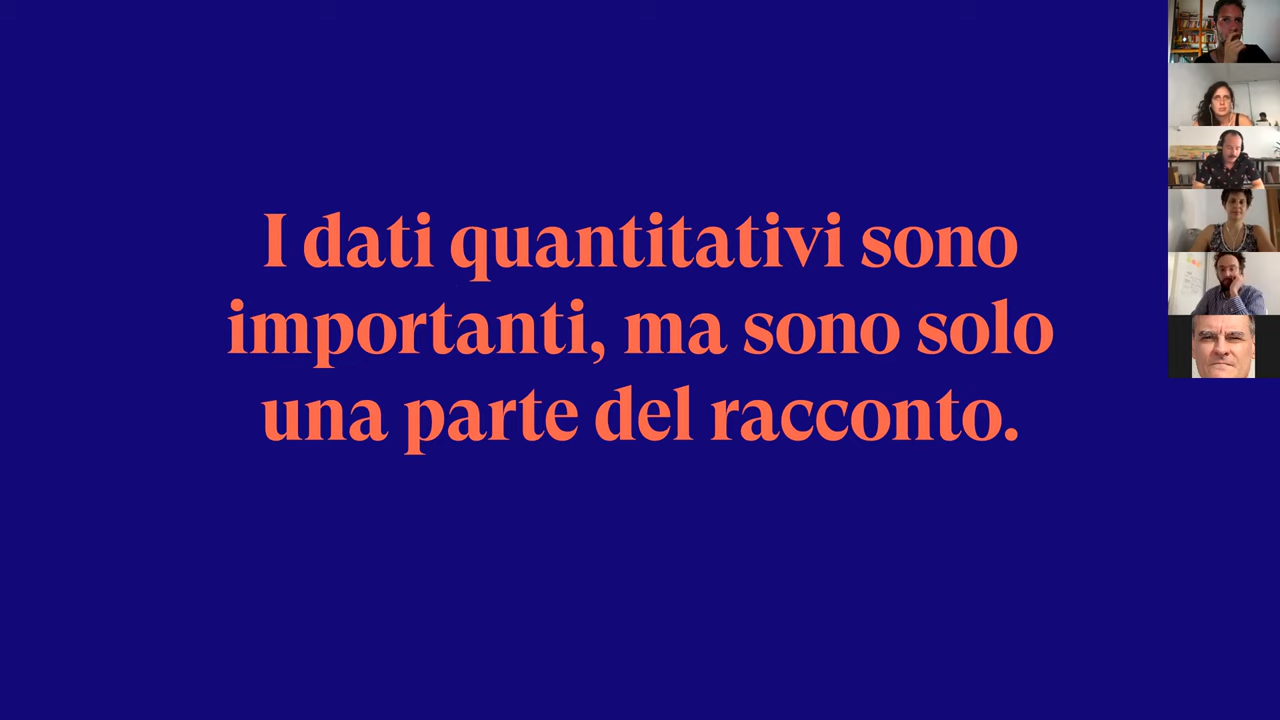 I dati quantitativi sono
importanti, ma sono solo
una parte del racconto.